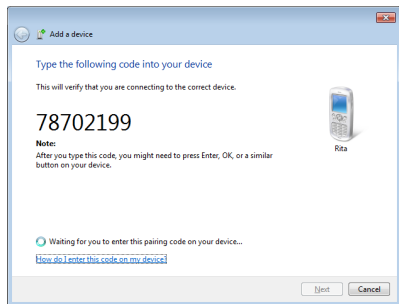 Add a device
Type the following code into your device
This will verify that you are connecting to the correct device.
78702199
Note:
After you type this code, you might need to press Enter, OK, or a similar
button on your device.
Rita
Waiting for you to enter this pairing code on your device...
How do I enter this code on my device?
Next
Cancel